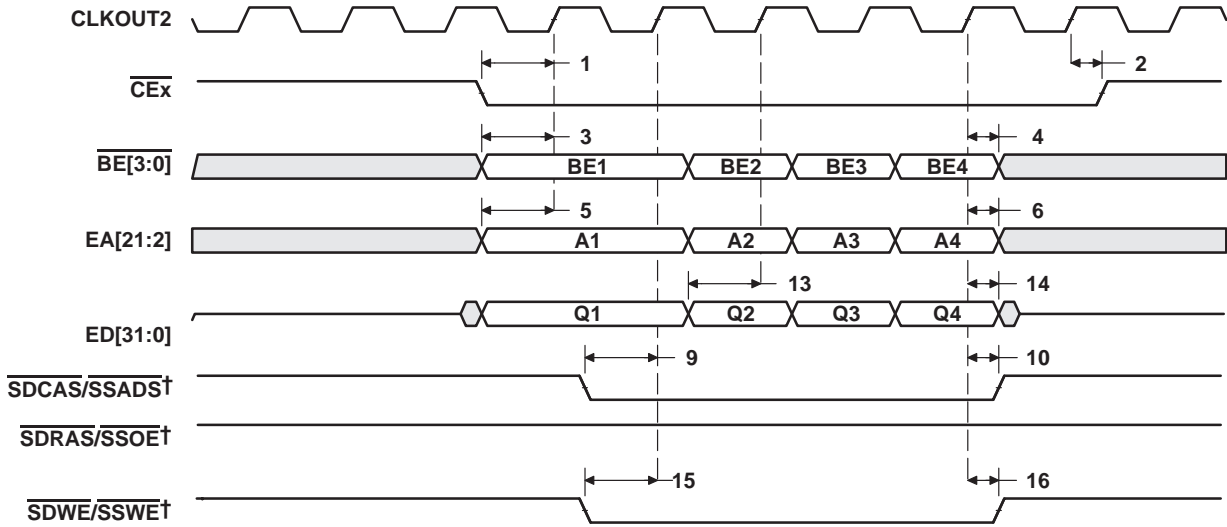 CLKOUT2
1 2
CEx
3 4
BE[3:0] BE1 BE2 BE3 BE4
5 6
EA[21:2] A1 A2 A3 A4
13 14
ED[31:0] Q1 Q2 Q3 Q4
9 10
SDCAS/SSADS†
SDRAS/SSOE†
15 16
SDWE/SSWE†